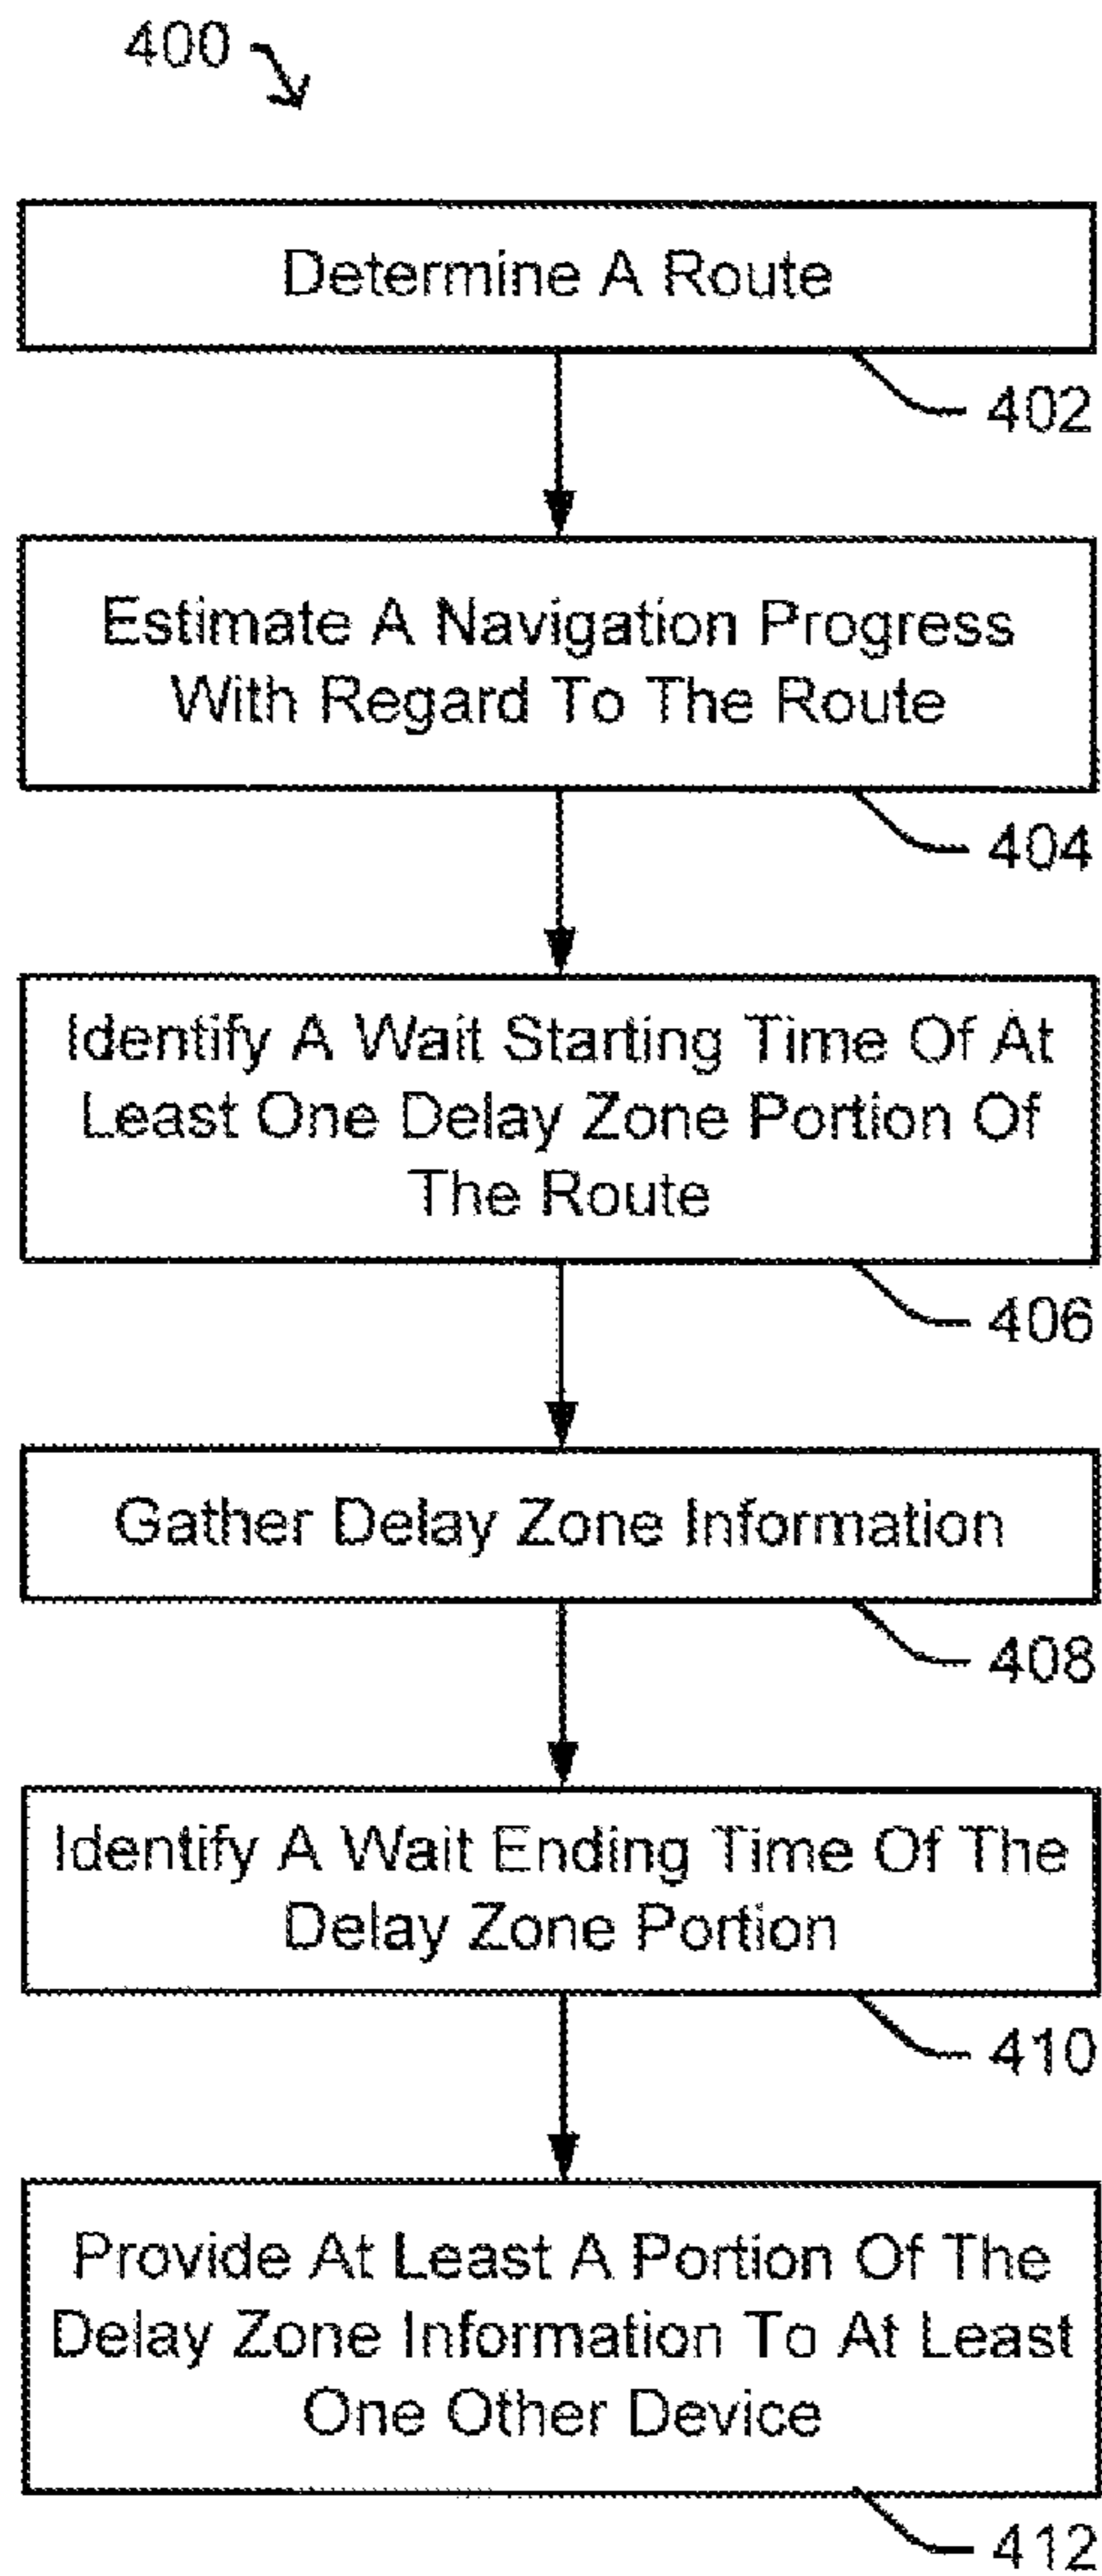 400
Determine A Route
402
Estimate A Navigation Progress
With Regard To The Route
404
Identify A Wait Starting Time Of At
Least One Delay Zone Portion Of
The Route
406
Gather Delay Zone Information
408
Identify A Wait Ending Time Of The
Delay Zone Portion
410
Provide At Least A Portion Of The
Delay Zone Information To At Least
One Other Device
412